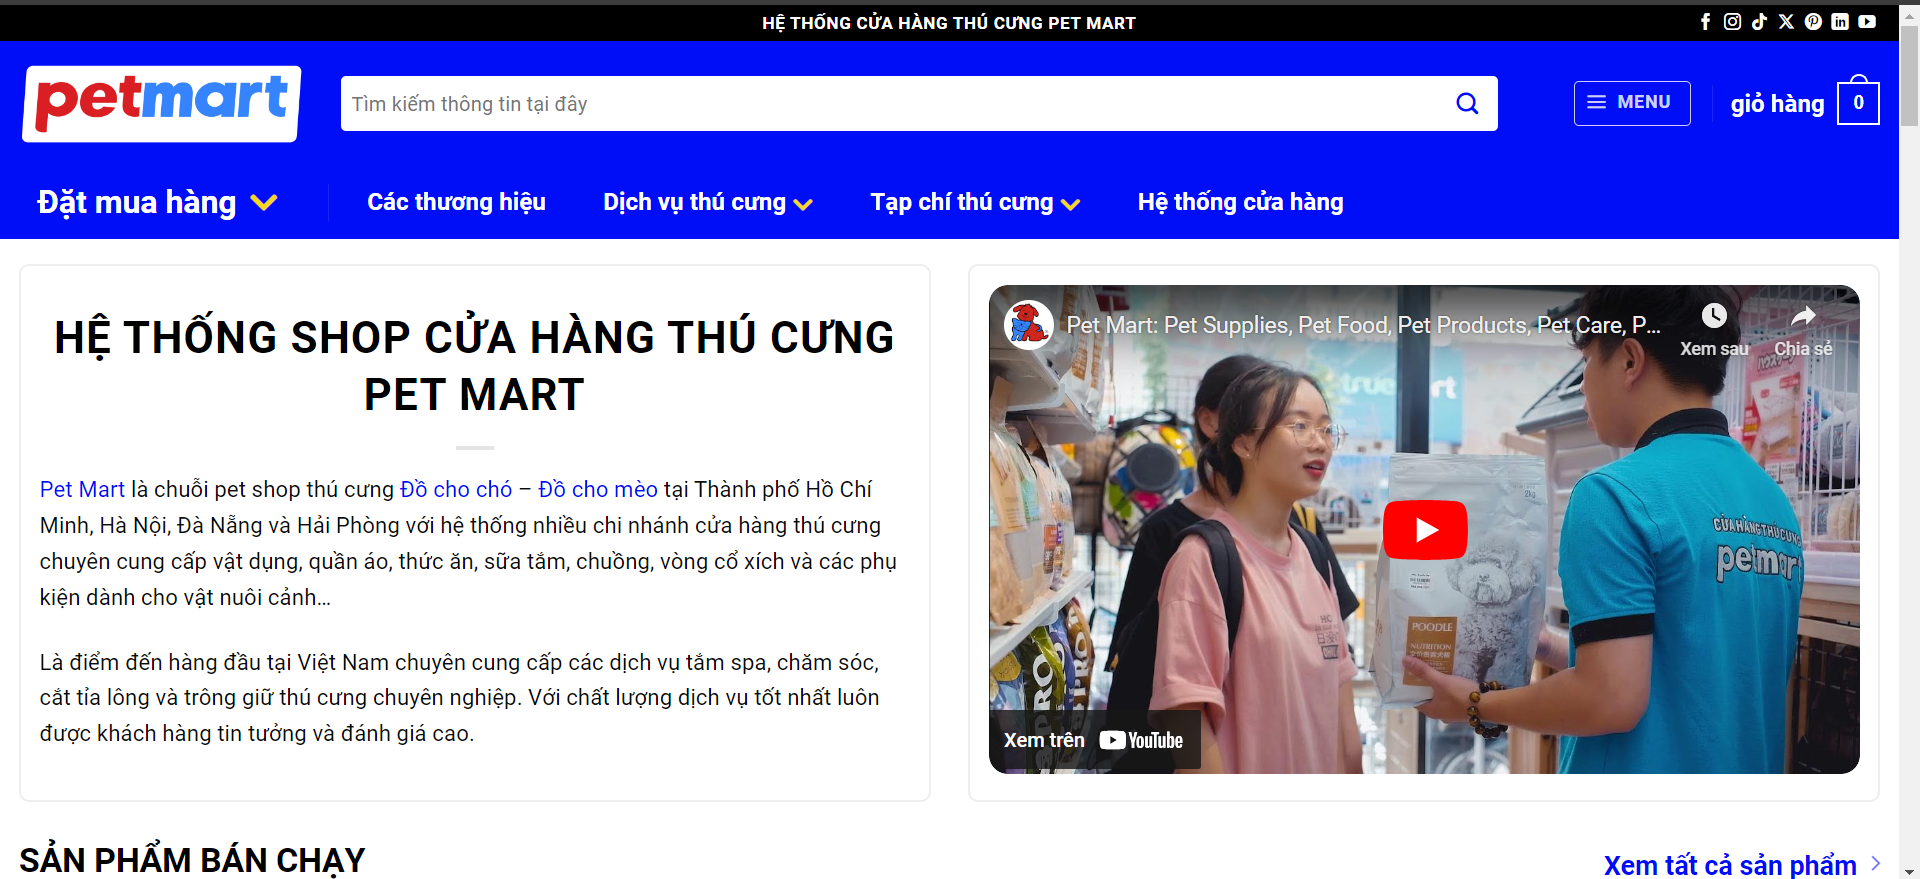 HỆ THỐNG CỬA HÀNG THÚ CƯNG PET MART
petmart
Tìm kiếm thông tin tại đây
MENU
giỏ hàng
0
Đặt mua hàng
Các thương hiệu
Dịch vụ thú cưng
Tạp chí thú cưng
Hệ thống cửa hàng
HỆ THỐNG SHOP CỬA HÀNG THÚ CƯNG
PET MART
Pet Mart là chuỗi pet shop thú cưng Đồ cho chó – Đồ cho mèo tại Thành phố Hồ Chí
Minh, Hà Nội, Đà Nẵng và Hải Phòng với hệ thống nhiều chi nhánh cửa hàng thú cưng
chuyên cung cấp vật dụng, quần áo, thức ăn, sữa tắm, chuồng, vòng cổ xích và các phụ
kiện dành cho vật nuôi cảnh…
Là điểm đến hàng đầu tại Việt Nam chuyên cung cấp các dịch vụ tắm spa, chăm sóc,
cắt tỉa lông và trông giữ thú cưng chuyên nghiệp. Với chất lượng dịch vụ tốt nhất luôn
được khách hàng tin tưởng và đánh giá cao.
Pet Mart: Pet Supplies, Pet Food, Pet Products, Pet Care, P...
Xem sau
Chia sẻ
2kg
CỬA HÀNG THÚ CƯNG
petmart
POODLE
NUTRITION
Xem trên YouTube
SẢN PHẨM BÁN CHẠY
Xem tất cả sản phẩm